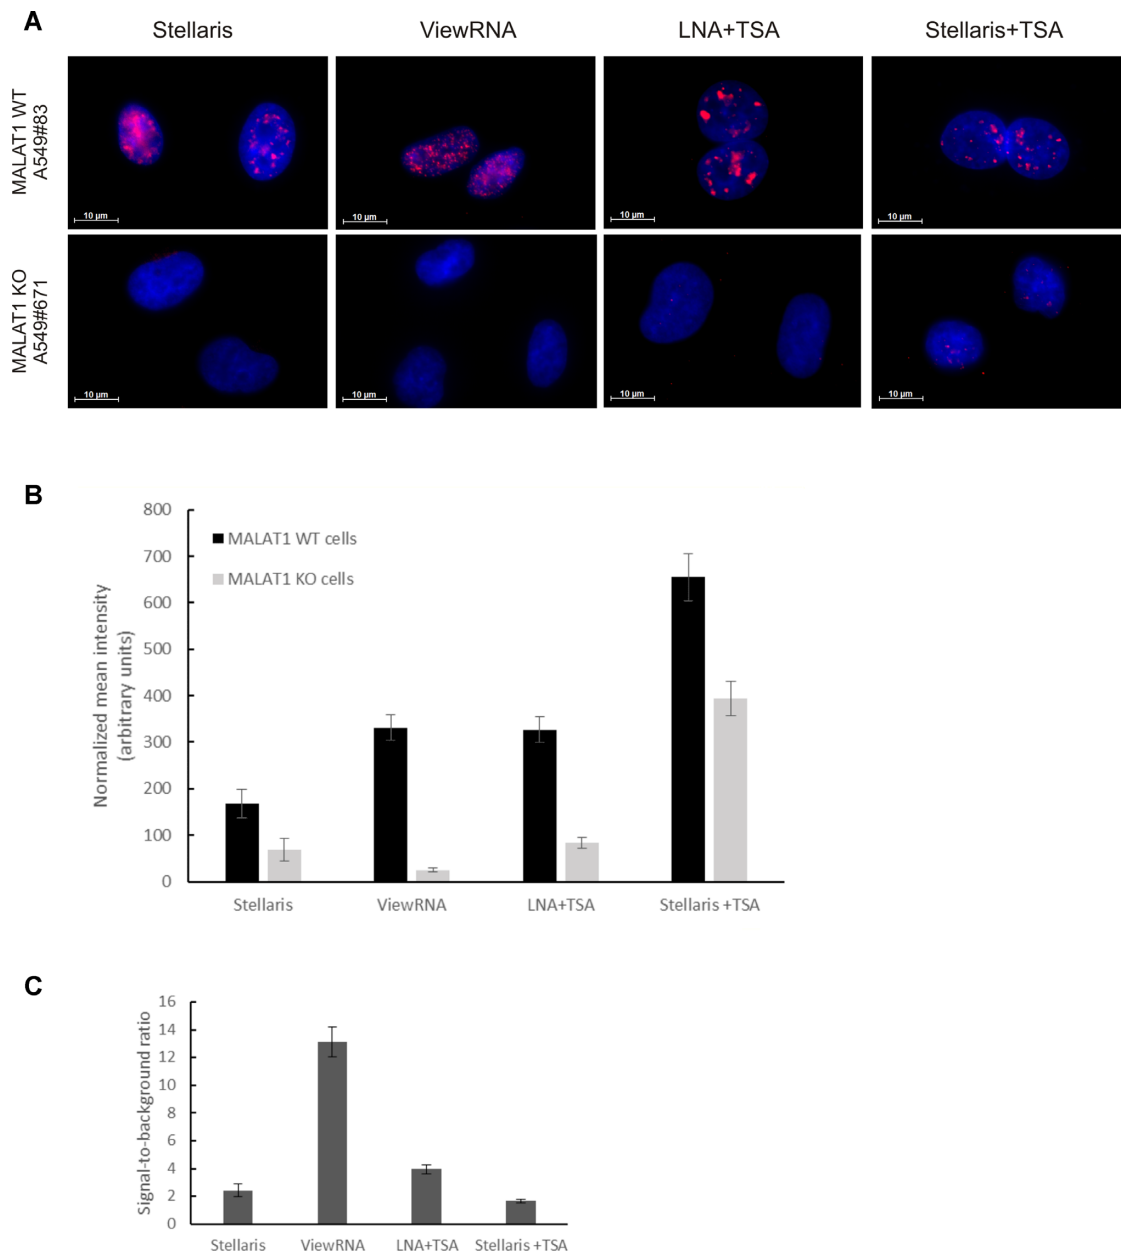 A
Stellaris
ViewRNA
LNA+TSA
Stellaris+TSA
MALAT1 WT
A549#83
10 µm
10 µm
10 µm
10 µm
MALAT1 KO
A549#671
10 µm
10 µm
10 µm
10 µm
B
Normalized mean intensity
(arbitrary units)
800
700
600
500
400
300
200
100
0
MALAT1 WT cells
MALAT1 KO cells
Stellaris
ViewRNA
LNA+TSA
Stellaris +TSA
C
Signal-to-background ratio
16
14
12
10
8
6
4
2
0
Stellaris
ViewRNA
LNA+TSA
Stellaris +TSA